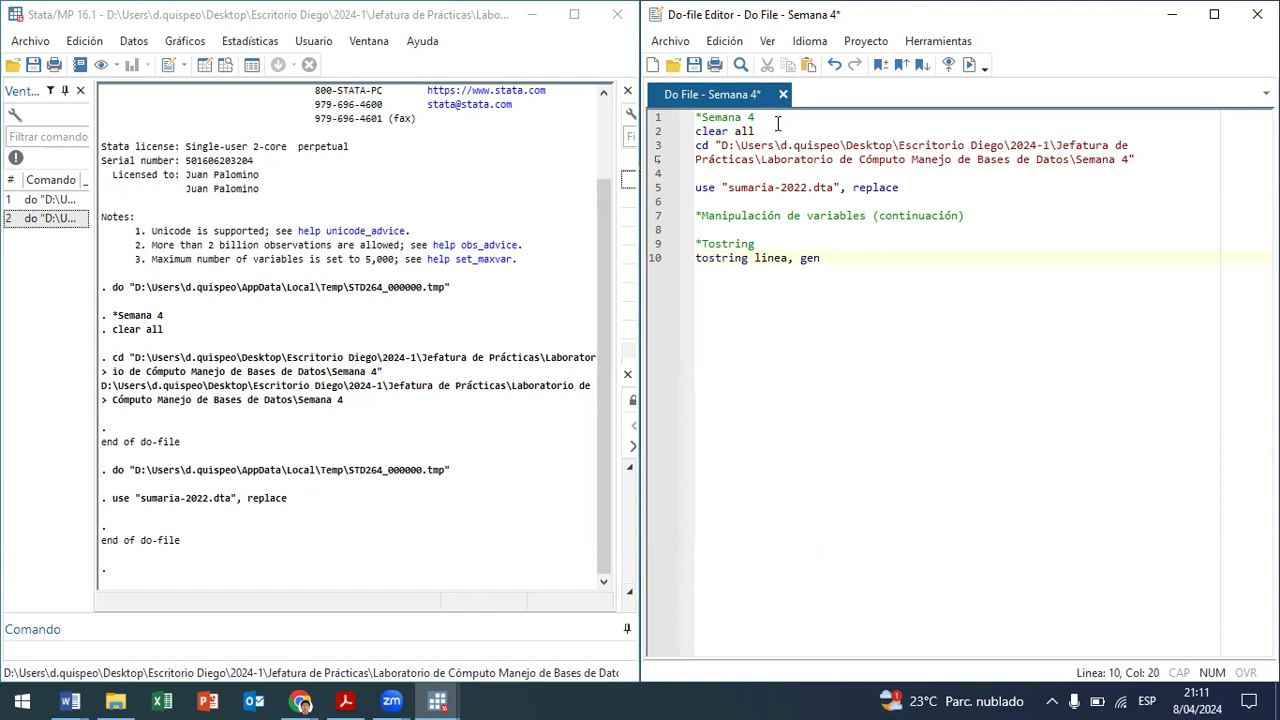 Stata/MP 16.1 - D:\Users\d.quispeo\Desktop\Escritorio Diego\2024-1\Jefatura de Prácticas\Labo...
Archivo Edición Datos Gráficos Estadísticas Usuario Ventana Ayuda
Vent...
Filtrar comandos
# Comando
1 do "D:\U...
2 do "D:\U...
800-STATA-PC https://www.stata.com
979-696-4600 stata@stata.com
979-696-4601 (fax)
Stata license: Single-user 2-core perpetual
Serial number: 501606203204
Licensed to: Juan Palomino
Juan Palomino
Notes:
1. Unicode is supported; see help unicode_advice.
2. More than 2 billion observations are allowed; see help obs_advice.
3. Maximum number of variables is set to 5,000; see help set_maxvar.
. do "D:\Users\d.quispeo\AppData\Local\Temp\STD264_000000.tmp"
. *Semana 4
. clear all
. cd "D:\Users\d.quispeo\Desktop\Escritorio Diego\2024-1\Jefatura de Prácticas\Laborator
> io de Cómputo Manejo de Bases de Datos\Semana 4"
D:\Users\d.quispeo\Desktop\Escritorio Diego\2024-1\Jefatura de Prácticas\Laboratorio de
> Cómputo Manejo de Bases de Datos\Semana 4
.
end of do-file
. do "D:\Users\d.quispeo\AppData\Local\Temp\STD264_000000.tmp"
. use "sumaria-2022.dta", replace
.
end of do-file
.
Comando
D:\Users\d.quispeo\Desktop\Escritorio Diego\2024-1\Jefatura de Prácticas\Laboratorio de Cómputo Manejo de Bases de Dato
Do-file Editor - Do File - Semana 4*
Archivo Edición Ver Idioma Proyecto Herramientas
Do File - Semana 4*
1 *Semana 4
2 clear all
3 cd "D:\Users\d.quispeo\Desktop\Escritorio Diego\2024-1\Jefatura de
Prácticas\Laboratorio de Cómputo Manejo de Bases de Datos\Semana 4"
4
5 use "sumaria-2022.dta", replace
6
7 *Manipulación de variables (continuación)
8
9 *Tostring
10 tostring linea, gen
Línea: 10, Col: 20 CAP NUM OVR
23°C Parc. nublado
ESP
21:11
8/04/2024